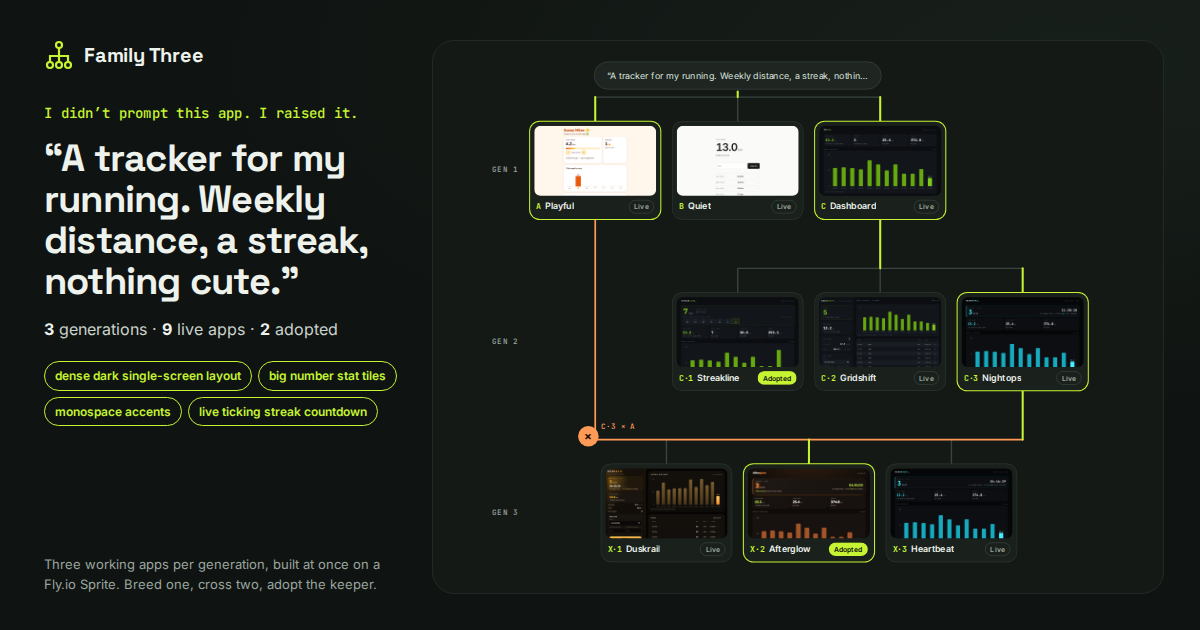 Family Three
I didn’t prompt this app. I raised it.
“A tracker for my
running. Weekly
distance, a streak,
nothing cute.”
3 generations · 9 live apps · 2 adopted
dense dark single-screen layout
big number stat tiles
monospace accents
live ticking streak countdown
Three working apps per generation, built at once on a
Fly.io Sprite. Breed one, cross two, adopt the keeper.
“A tracker for my running. Weekly distance, a streak, nothin…
GEN 1
A Playful Live
13.0
B Quiet Live
C Dashboard Live
GEN 2
C·1 Streakline Adopted
C·2 Gridshift Live
C·3 Nightops Live
× C·3 × A
GEN 3
X·1 Duskrail Live
X·2 Afterglow Adopted
X·3 Heartbeat Live